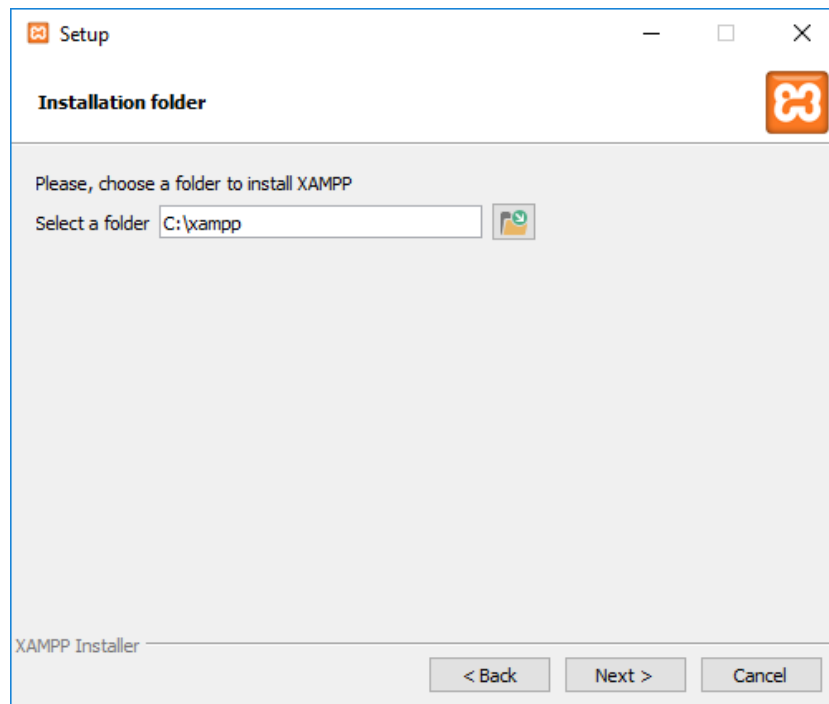 Setup
Installation folder
Please, choose a folder to install XAMPP
Select a folder C:\xampp
XAMPP Installer
< Back Next > Cancel